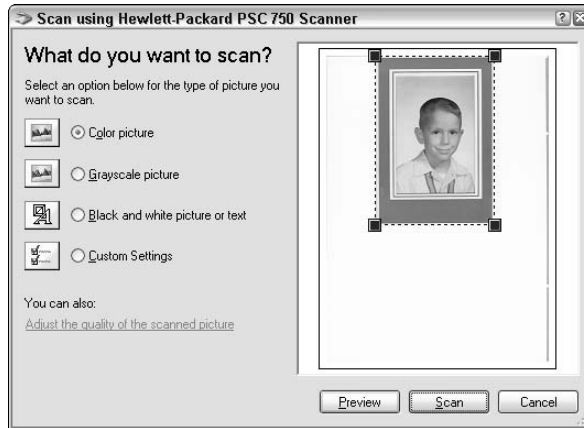 Scan using Hewlett-Packard PSC 750 Scanner
What do you want to scan?
Select an option below for the type of picture you
want to scan.
Color picture
Grayscale picture
Black and white picture or text
Custom Settings
You can also:
Adjust the quality of the scanned picture
Preview
Scan
Cancel